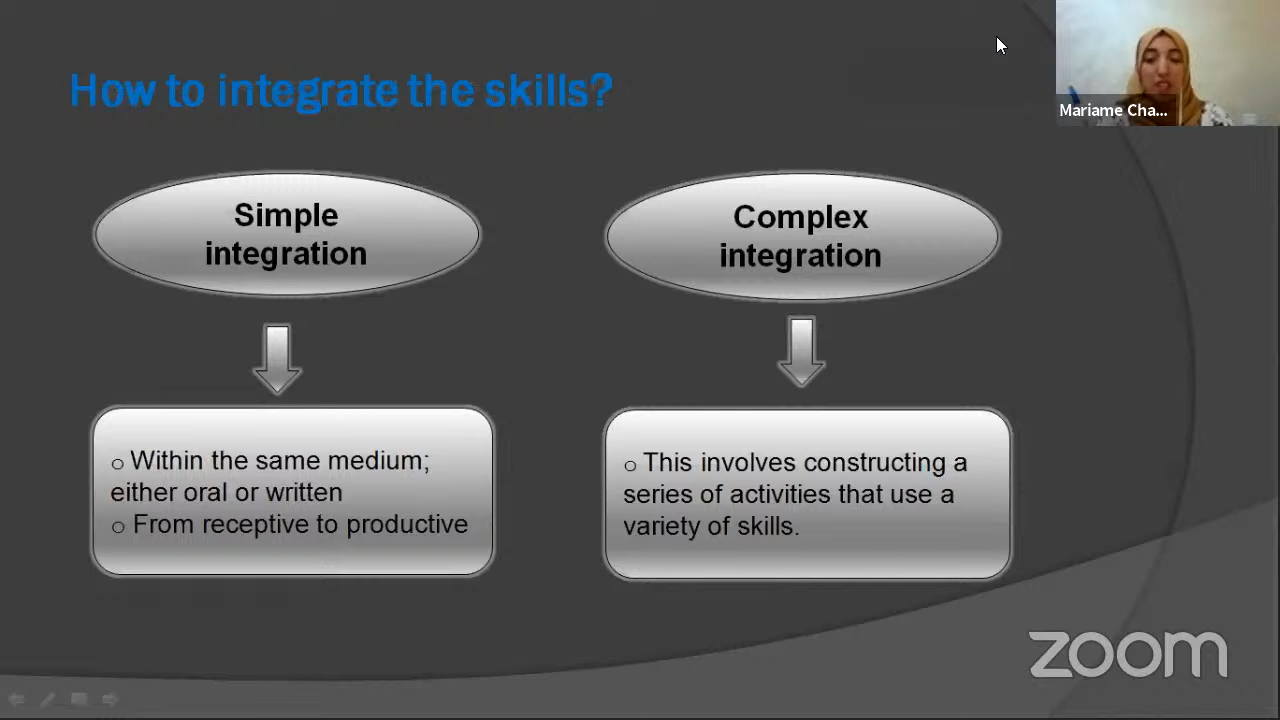 How to integrate the skills?
Mariame Cha...
Simple
integration
Complex
integration
o Within the same medium;
either oral or written
o From receptive to productive
o This involves constructing a
series of activities that use a
variety of skills.
zoom